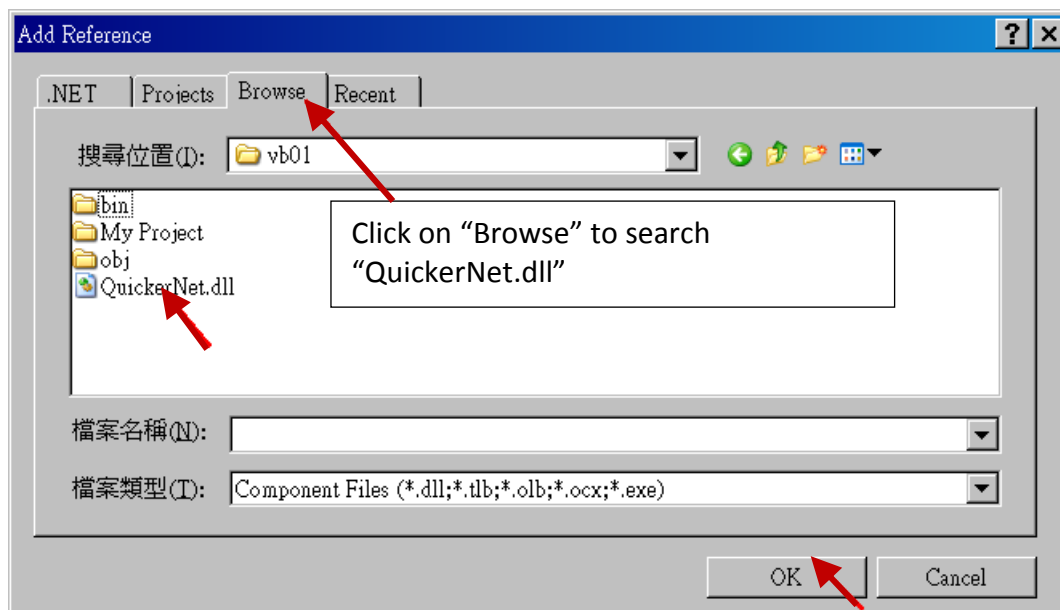 Add Reference
.NET Projects Browse Recent
搜尋位置(I): vb01
bin
My Project
obj
QuickerNet.dll
Click on “Browse” to search
“QuickerNet.dll”
檔案名稱(N):
檔案類型(T): Component Files (*.dll;*.tlb;*.olb;*.ocx;*.exe)
OK Cancel